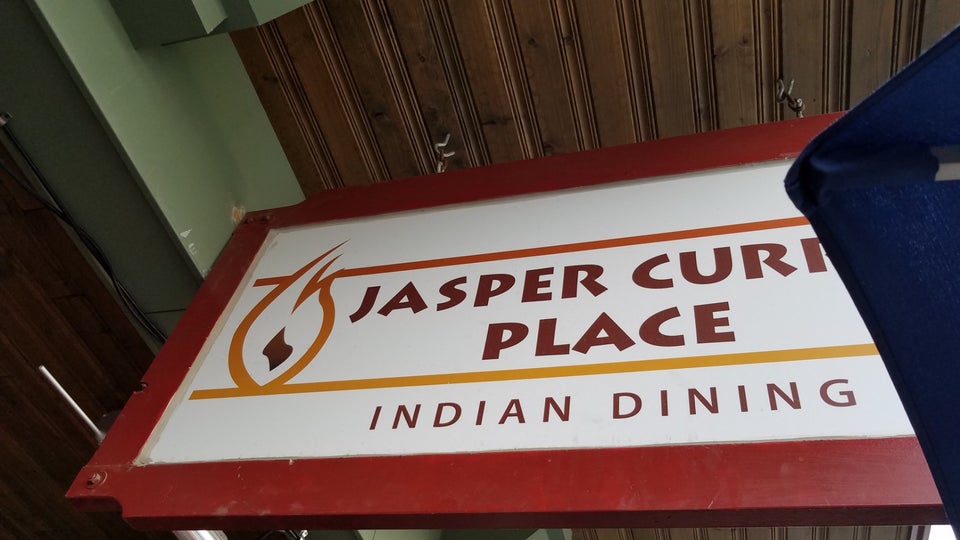 JASPER CURR
PLACE
INDIAN DINING